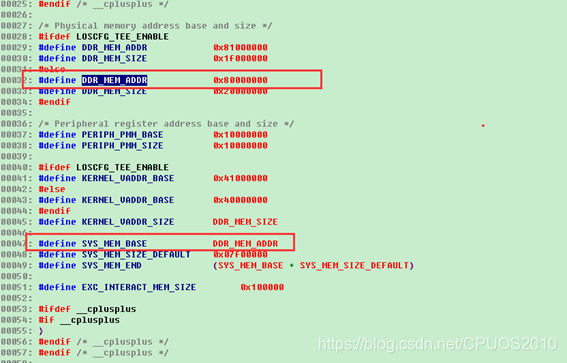 00025: #endif /* __cplusplus */
00026:
00027: /* Physical memory address base and size */
00028: #ifdef LOSCFG_TEE_ENABLE
00029: #define DDR_MEM_ADDR 0x81000000
00030: #define DDR_MEM_SIZE 0x1f000000
00031: #else
00032: #define DDR_MEM_ADDR 0x80000000
00033: #define DDR_MEM_SIZE 0x20000000
00034: #endif
00035:
00036: /* Peripheral register address base and size */
00037: #define PERIPH_PMM_BASE 0x10000000
00038: #define PERIPH_PMM_SIZE 0x10000000
00039:
00040: #ifdef LOSCFG_TEE_ENABLE
00041: #define KERNEL_VADDR_BASE 0x41000000
00042: #else
00043: #define KERNEL_VADDR_BASE 0x40000000
00044: #endif
00045: #define KERNEL_VADDR_SIZE DDR_MEM_SIZE
00046:
00047: #define SYS_MEM_BASE DDR_MEM_ADDR
00048: #define SYS_MEM_SIZE_DEFAULT 0x07f00000
00049: #define SYS_MEM_END (SYS_MEM_BASE + SYS_MEM_SIZE_DEFAULT)
00050:
00051: #define EXC_INTERACT_MEM_SIZE 0x100000
00052:
00053: #ifdef __cplusplus
00054: #if __cplusplus
00055: }
00056: #endif /* __cplusplus */
00057: #endif /* __cplusplus */
https://blog.csdn.net/CPUOS2010